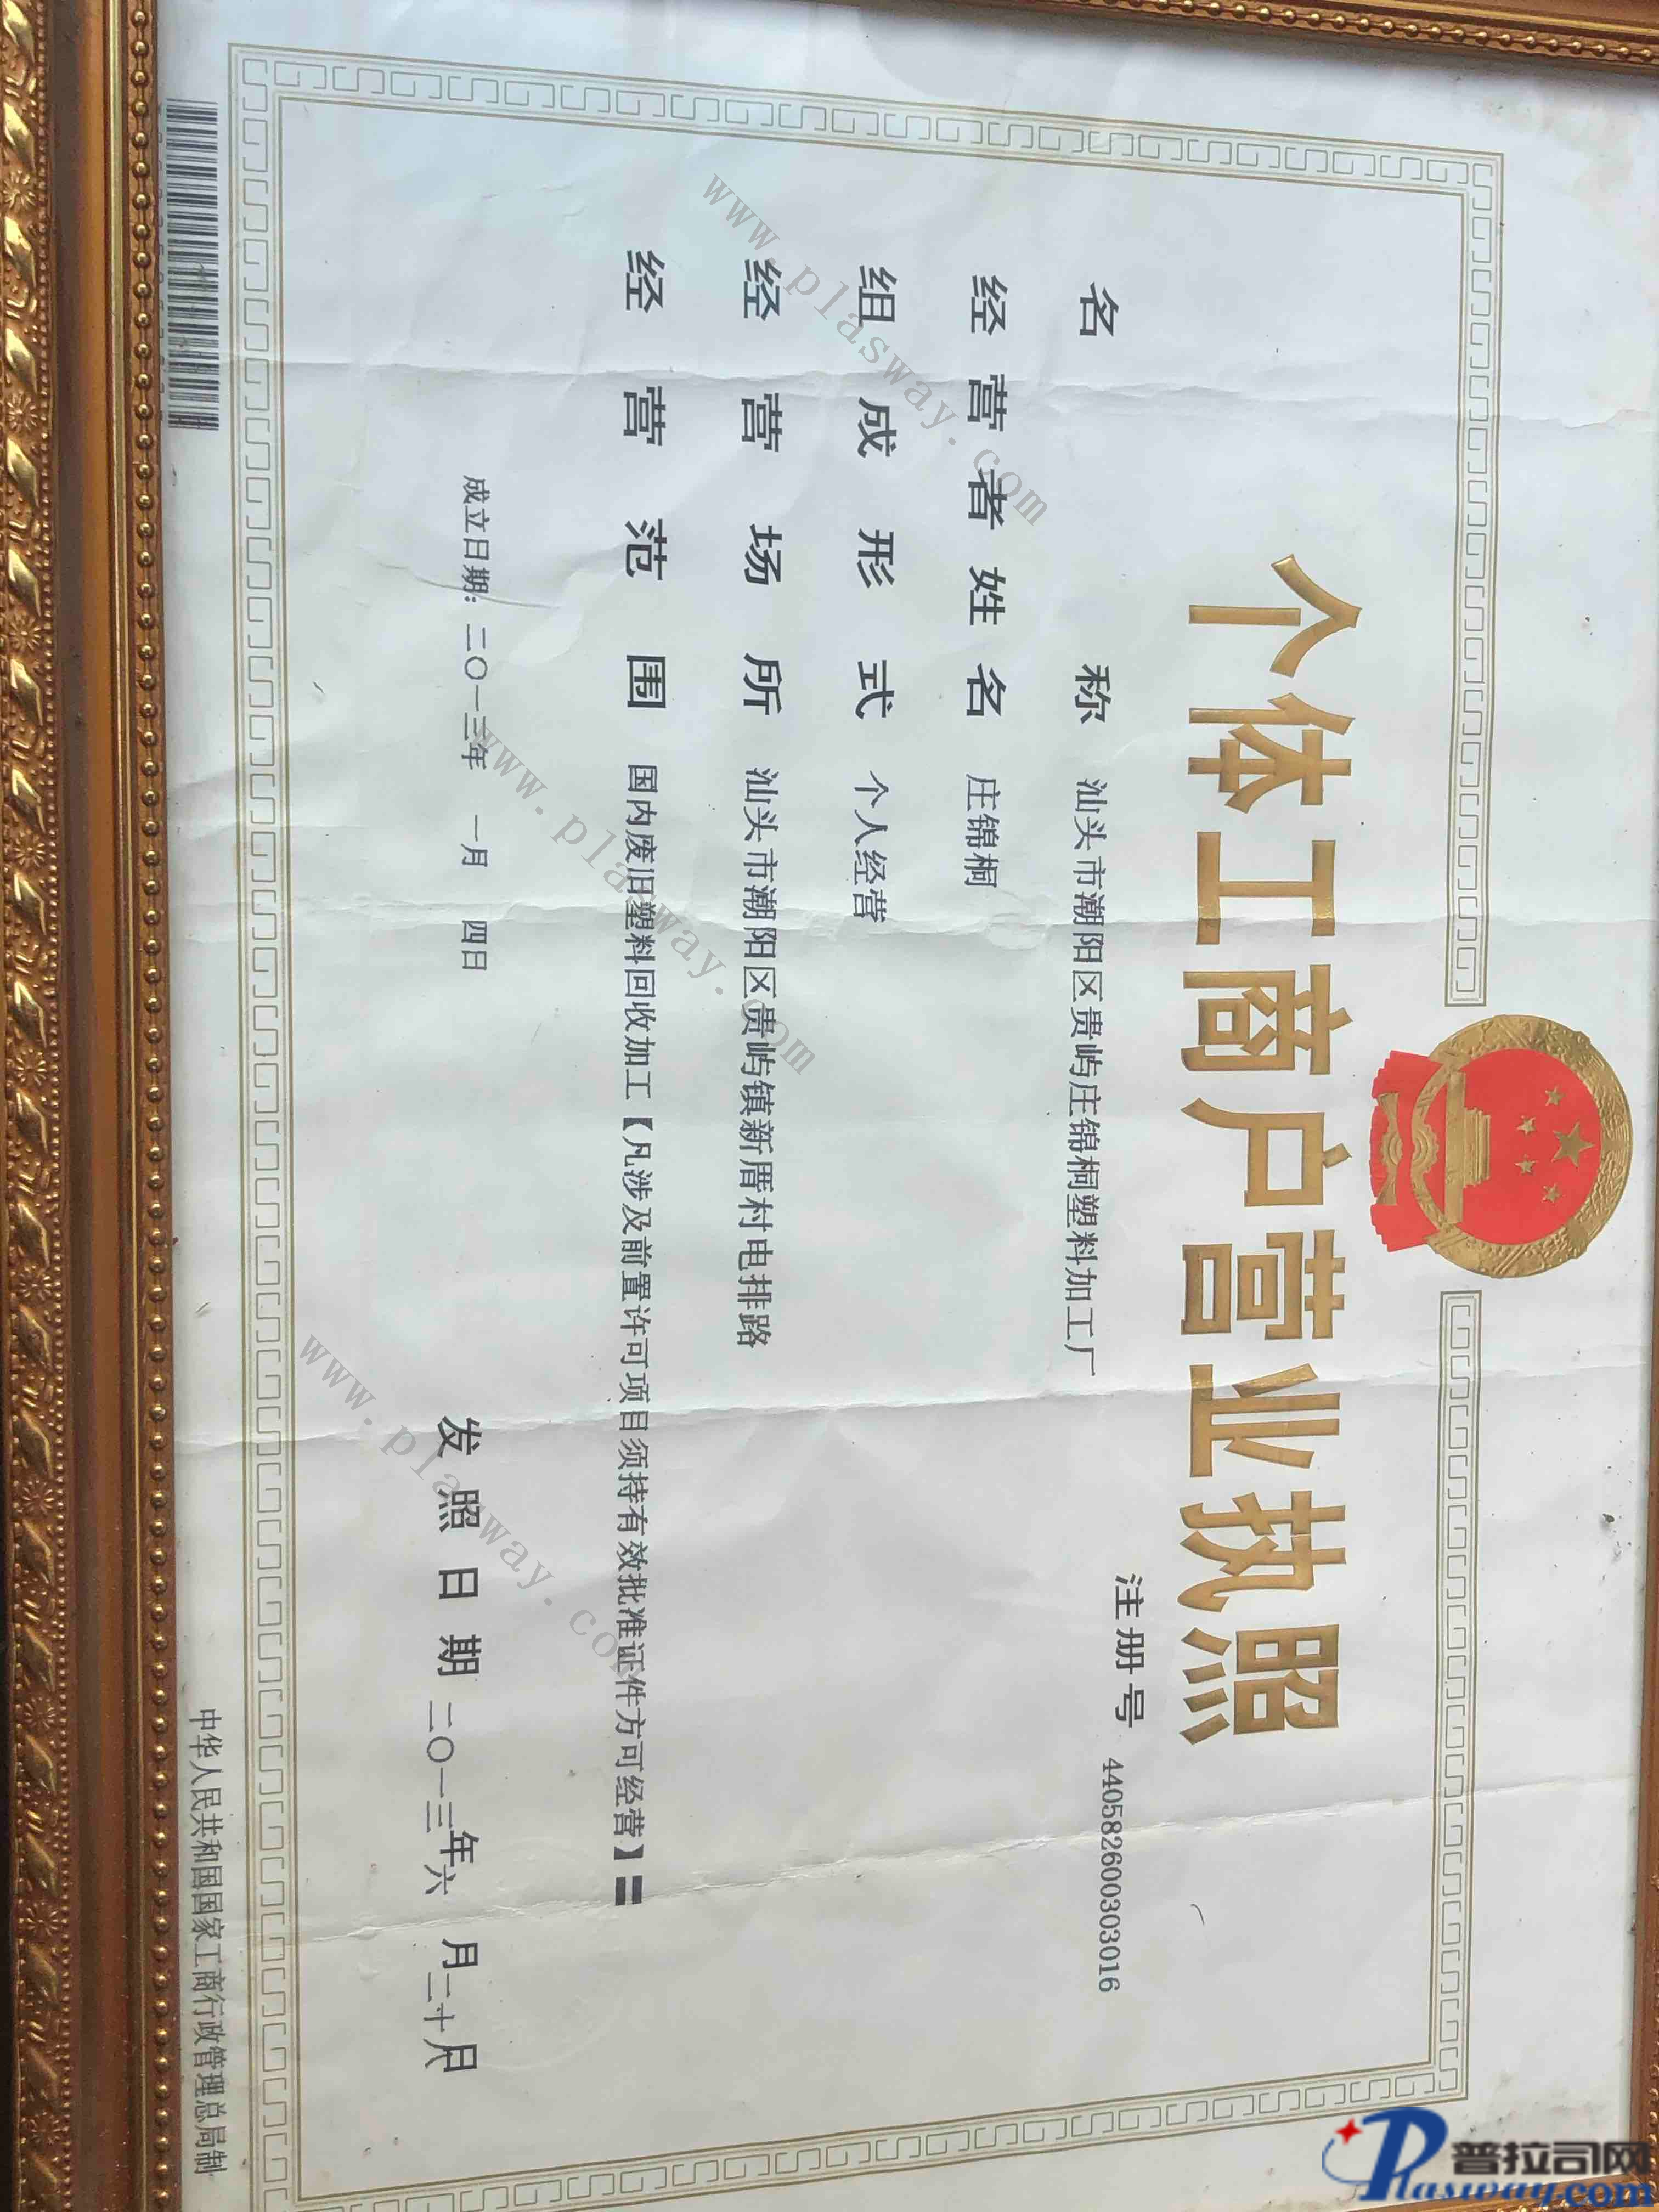 个体工商户营业执照
注册号 440582600303016
名称 汕头市潮阳区贵屿庄锦桐塑料加工厂
经营者姓名 庄锦桐
组成形式 个人经营
经营场所 汕头市潮阳区贵屿镇新厝村电排路
经营范围 国内废旧塑料回收加工【凡涉及前置许可项目须持有效批准证件方可经营】〓
成立日期：二〇一三年 一月 四日
发照日期 二〇一三年六月二十日
中华人民共和国国家工商行政管理总局制
www.plasway.com
www.plasway.com
www.plasway.com
普拉司网
Plasway.com